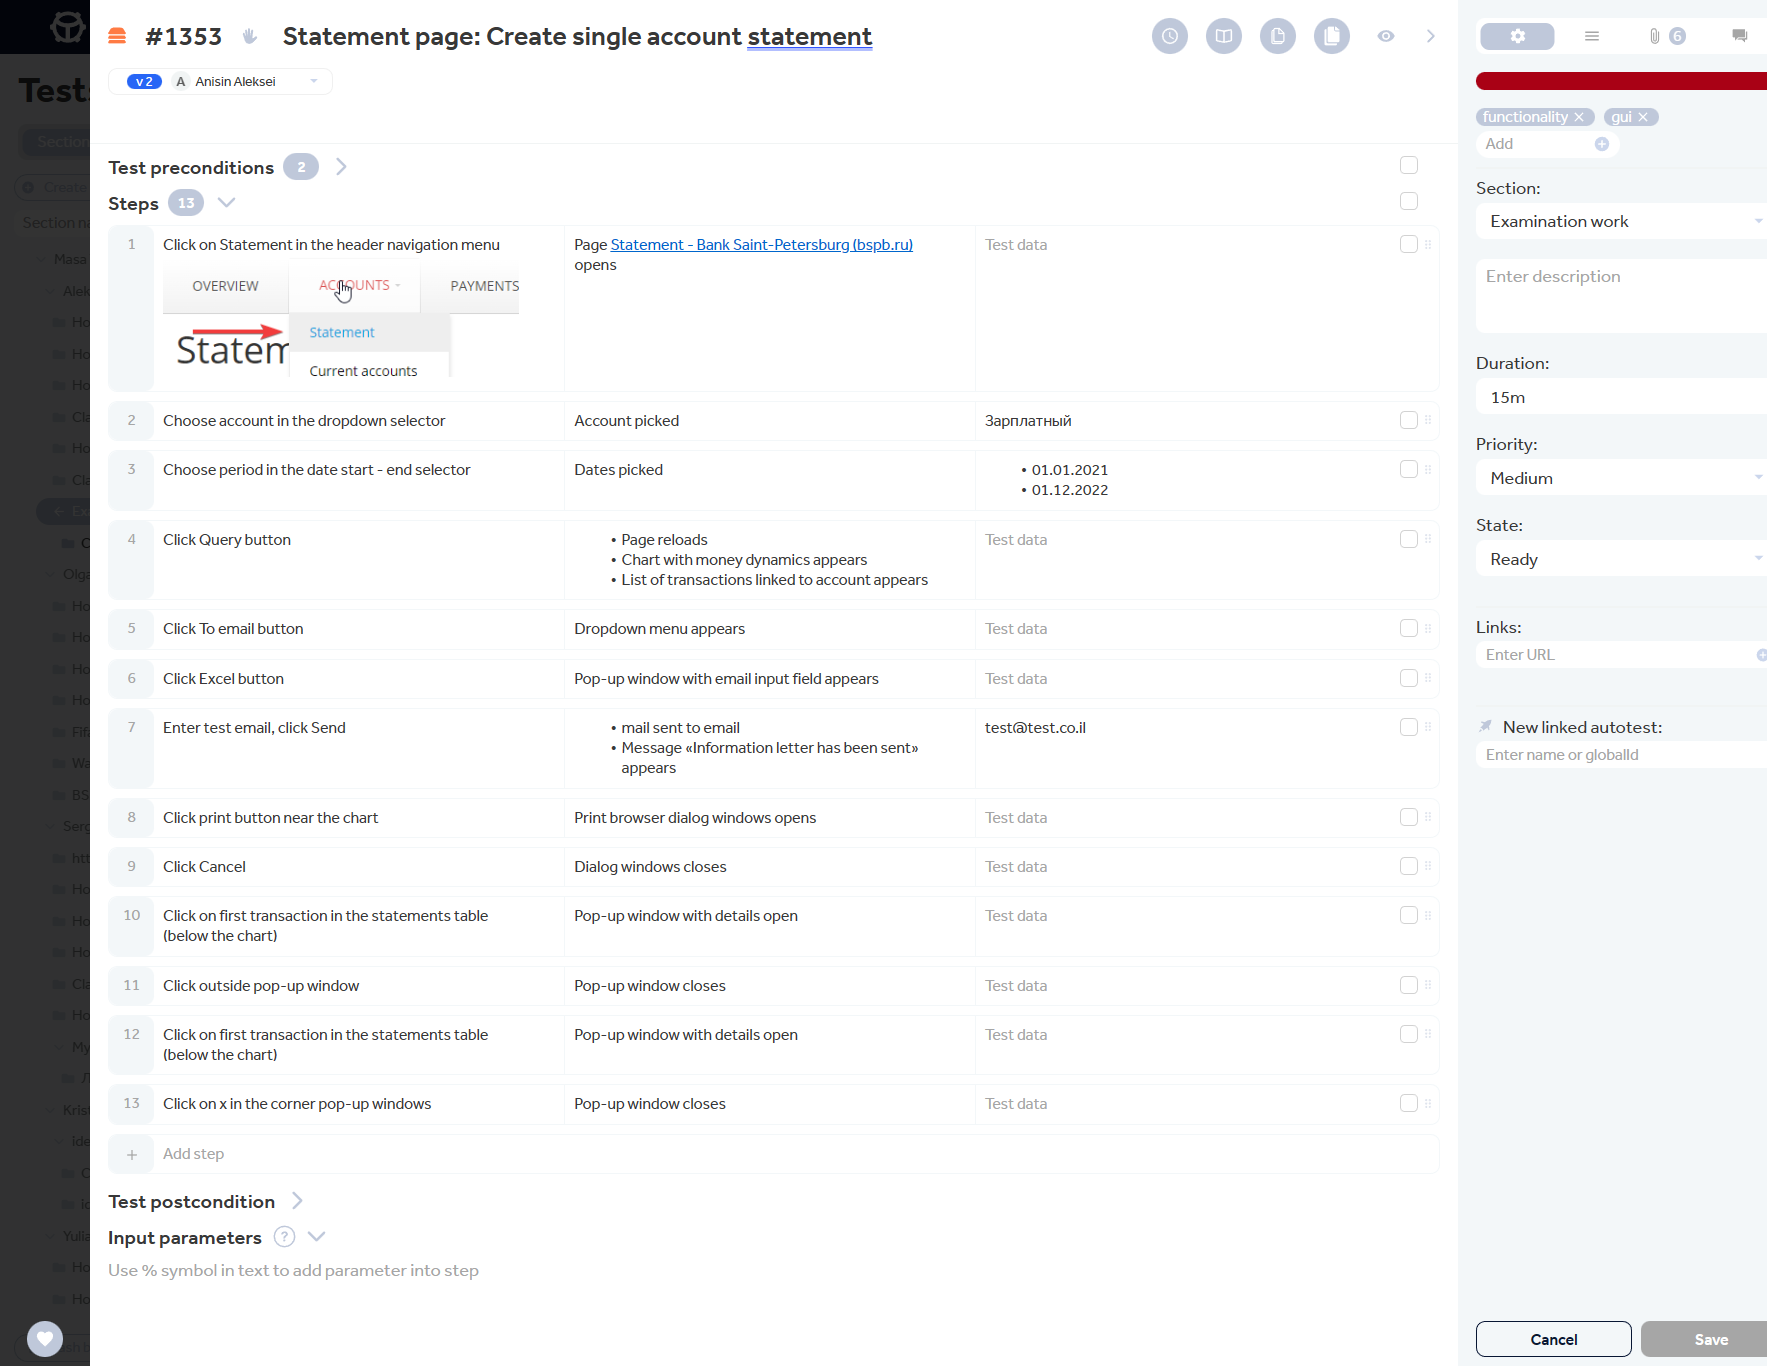 #1353 Statement page: Create single account statement
v 2 A Anisin Aleksei
6
functionality × gui ×
Add
Test preconditions 2
Steps 13
1 Click on Statement in the header navigation menu
Page Statement - Bank Saint-Petersburg (bspb.ru)
opens
Test data
OVERVIEW ACCOUNTS PAYMENTS
Statement
Statem
Current accounts
2 Choose account in the dropdown selector Account picked Зарплатный
3 Choose period in the date start - end selector Dates picked
• 01.01.2021
• 01.12.2022
4 Click Query button
• Page reloads
• Chart with money dynamics appears
• List of transactions linked to account appears
Test data
5 Click To email button Dropdown menu appears Test data
6 Click Excel button Pop-up window with email input field appears Test data
7 Enter test email, click Send
• mail sent to email
• Message «Information letter has been sent»
appears
test@test.co.il
8 Click print button near the chart Print browser dialog windows opens Test data
9 Click Cancel Dialog windows closes Test data
10 Click on first transaction in the statements table
(below the chart)
Pop-up window with details open Test data
11 Click outside pop-up window Pop-up window closes Test data
12 Click on first transaction in the statements table
(below the chart)
Pop-up window with details open Test data
13 Click on x in the corner pop-up windows Pop-up window closes Test data
+ Add step
Test postcondition
Input parameters ?
Use % symbol in text to add parameter into step
Section:
Examination work
Enter description
Duration:
15m
Priority:
Medium
State:
Ready
Links:
Enter URL
New linked autotest:
Enter name or globalId
Cancel Save
Tests
Section
Create
Section na
Masa